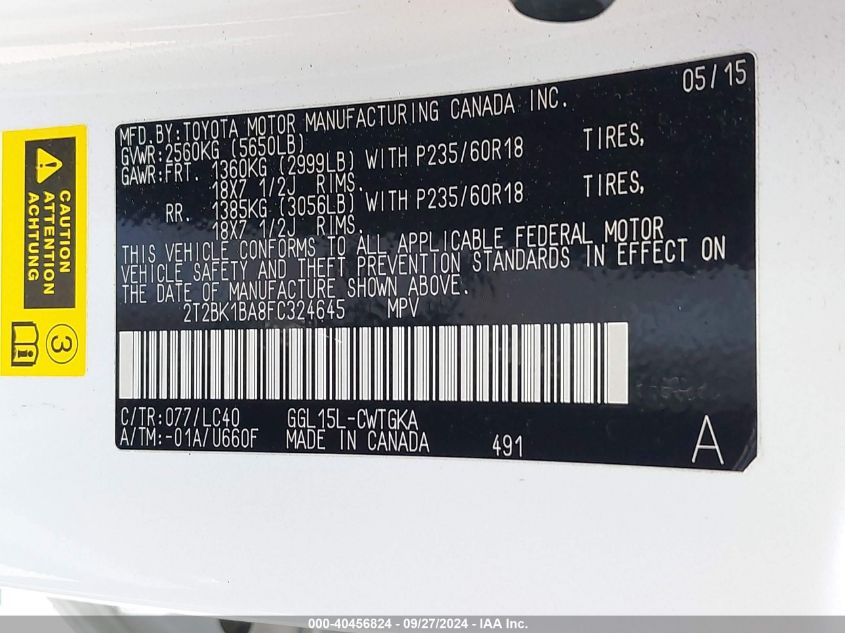 05/15
MFD. BY:TOYOTA MOTOR MANUFACTURING CANADA INC.
GVWR:2560KG (5650LB)
GAWR:FRT. 1360KG (2999LB) WITH P235/60R18 TIRES,
18X7 1/2J RIMS.
RR. 1385KG (3056LB) WITH P235/60R18 TIRES,
18X7 1/2J RIMS.
THIS VEHICLE CONFORMS TO ALL APPLICABLE FEDERAL MOTOR
VEHICLE SAFETY AND THEFT PREVENTION STANDARDS IN EFFECT ON
THE DATE OF MANUFACTURE SHOWN ABOVE.
2T2BK1BA8FC324645 MPV
C/TR:077/LC40 GGL15L-CWTGKA
A/TM:-01A/U660F MADE IN CANADA 491 A
CAUTION
ATTENTION
ACHTUNG
3
000-40456824 - 09/27/2024 - IAA Inc.